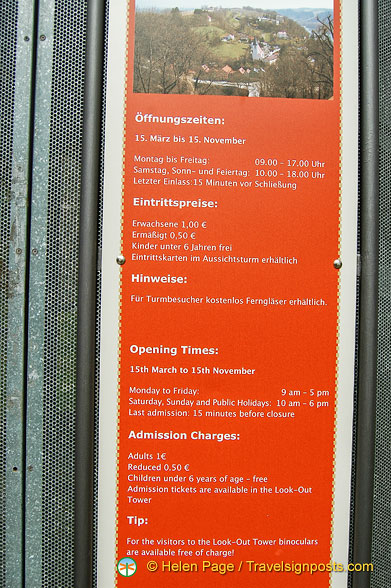 Öffnungszeiten:
15. März bis 15. November
Montag bis Freitag: 09.00 - 17.00 Uhr
Samstag, Sonn- und Feiertag: 10.00 - 18.00 Uhr
Letzter Einlass:15 Minuten vor Schließung
Eintrittspreise:
Erwachsene 1,00 €
Ermäßigt 0,50 €
Kinder unter 6 Jahren frei
Eintrittskarten im Aussichtsturm erhältlich
Hinweise:
Für Turmbesucher kostenlos Ferngläser erhältlich.
Opening Times:
15th March to 15th November
Monday to Friday: 9 am – 5 pm
Saturday, Sunday and Public Holidays: 10 am – 6 pm
Last admission: 15 minutes before closure
Admission Charges:
Adults 1€
Reduced 0,50 €
Children under 6 years of age - free
Admission tickets are available in the Look-Out
Tower
Tip:
For the visitors to the Look-Out Tower binoculars
are available free of charge!
© Helen Page / Travelsignposts.com